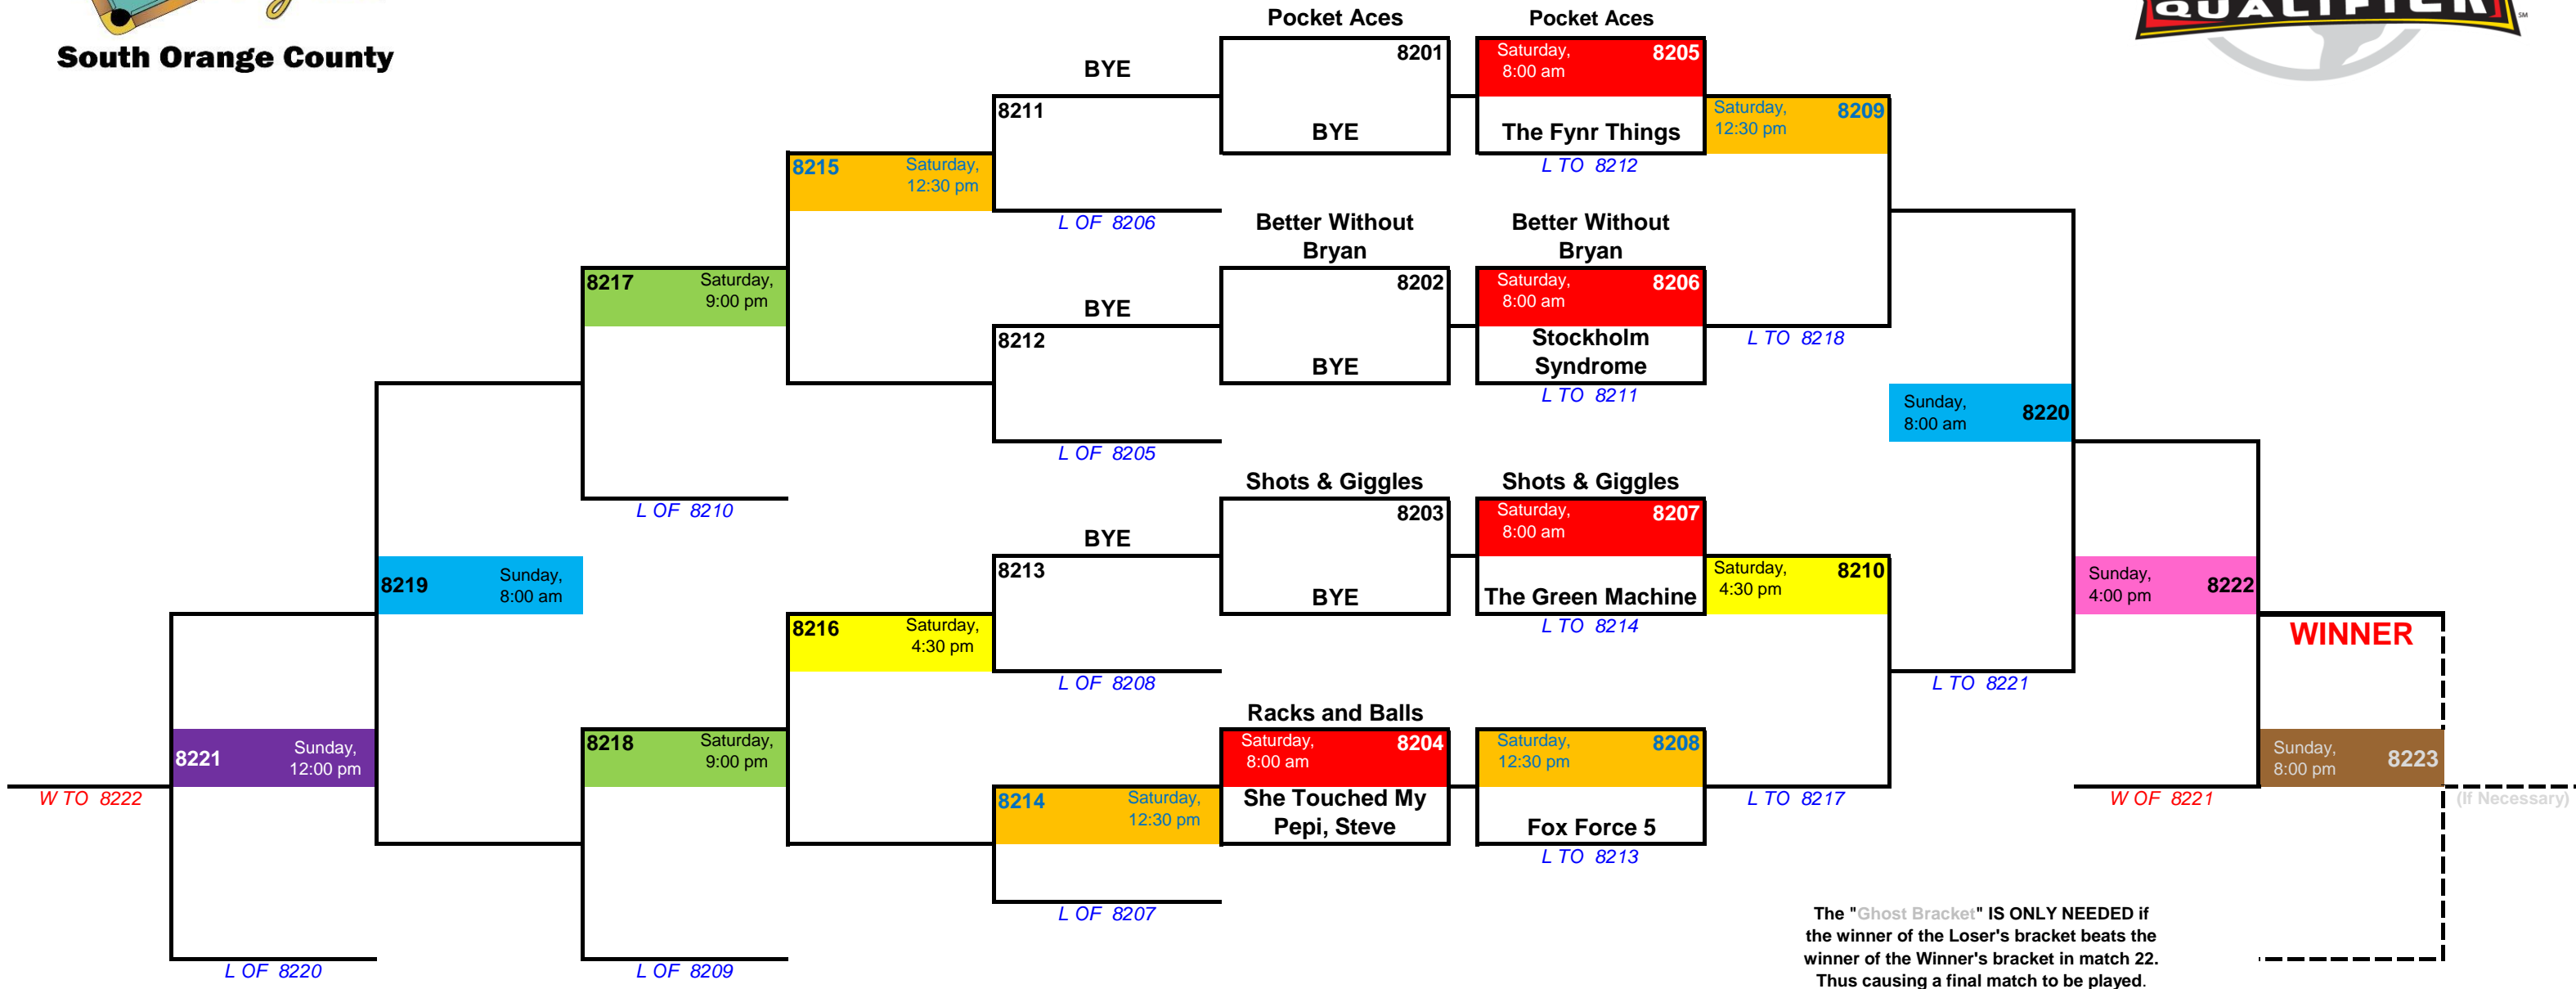 South Orange County
QUALIFIER
SM
Pocket Aces
8201
BYE
Pocket Aces
Saturday,
8:00 am
8205
The Fynr Things
L TO 8212
BYE
8211
L OF 8206
8215
Saturday,
12:30 pm
Saturday,
12:30 pm
8209
L TO 8218
Better Without
Bryan
8202
BYE
Better Without
Bryan
Saturday,
8:00 am
8206
Stockholm
Syndrome
L TO 8211
8217
Saturday,
9:00 pm
L OF 8210
BYE
8212
L OF 8205
Sunday,
8:00 am
8220
L TO 8221
Shots & Giggles
8203
BYE
Shots & Giggles
Saturday,
8:00 am
8207
The Green Machine
L TO 8214
BYE
8213
L OF 8208
Saturday,
4:30 pm
8210
L TO 8217
8219
Sunday,
8:00 am
8216
Saturday,
4:30 pm
Sunday,
4:00 pm
8222
W OF 8221
WINNER
Racks and Balls
Saturday,
8:00 am
8204
She Touched My
Pepi, Steve
Saturday,
12:30 pm
8208
Fox Force 5
L TO 8213
8221
Sunday,
12:00 pm
W TO 8222
L OF 8220
8218
Saturday,
9:00 pm
L OF 8209
8214
Saturday,
12:30 pm
L OF 8207
Sunday,
8:00 pm
8223
(If Necessary)
The "Ghost Bracket" IS ONLY NEEDED if
the winner of the Loser's bracket beats the
winner of the Winner's bracket in match 22.
Thus causing a final match to be played.